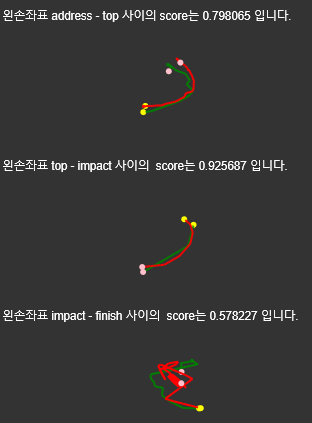 왼손좌표 address - top 사이의 score는 0.798065 입니다.
왼손좌표 top - impact 사이의  score는 0.925687 입니다.
왼손좌표 impact - finish 사이의  score는 0.578227 입니다.